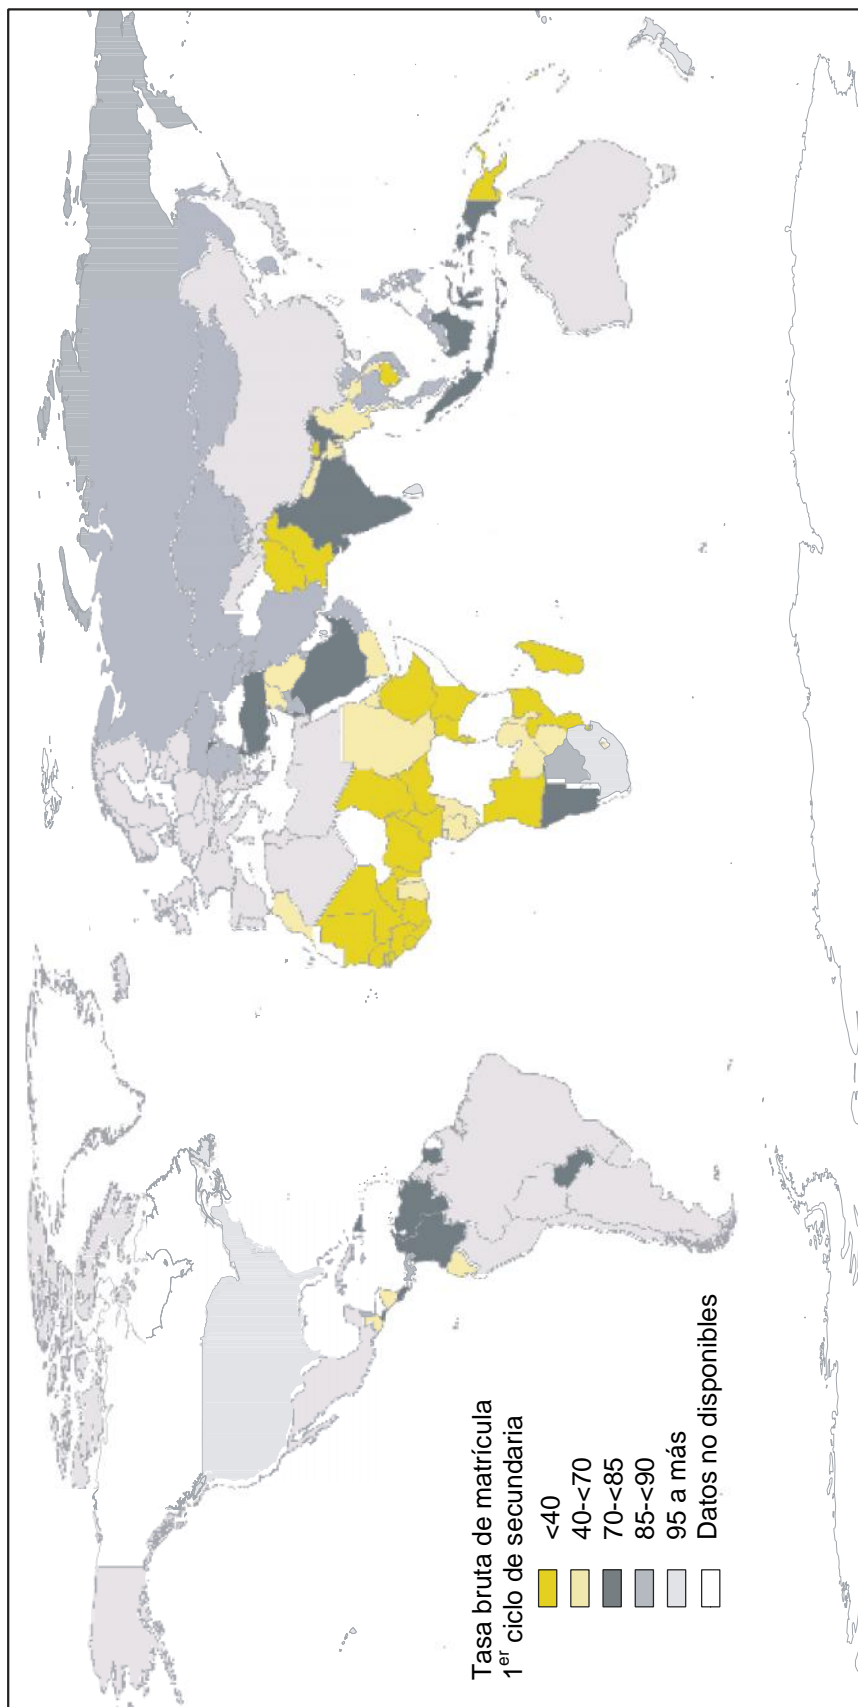 Tasa bruta de matrícula
1er ciclo de secundaria
<40
40-<70
70-<85
85-<90
95 a más
Datos no disponibles